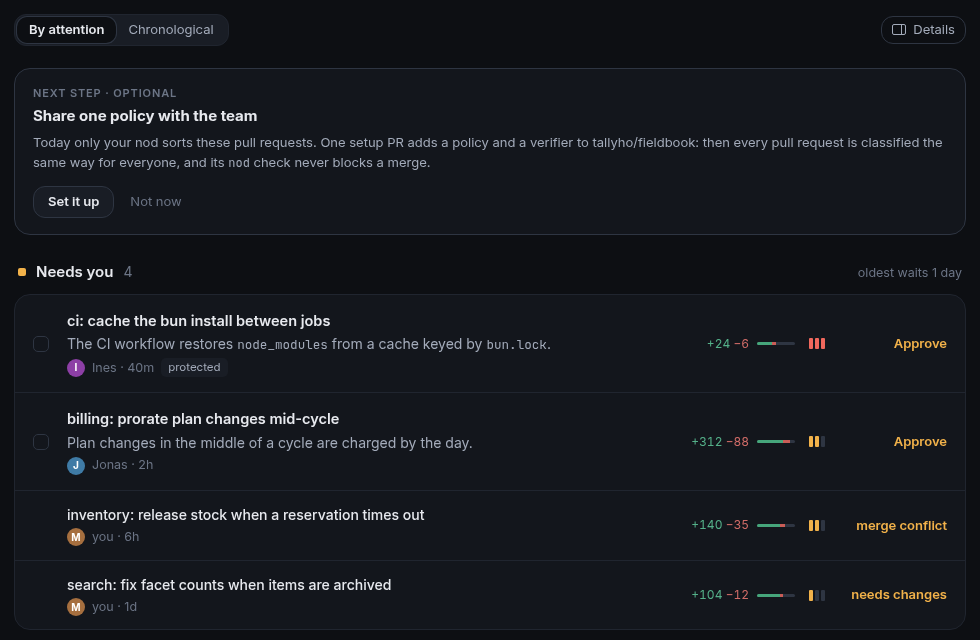 By attention
Chronological
Details
NEXT STEP · OPTIONAL
Share one policy with the team
Today only your nod sorts these pull requests. One setup PR adds a policy and a verifier to tallyho/fieldbook: then every pull request is classified the
same way for everyone, and its nod check never blocks a merge.
Set it up
Not now
Needs you 4
oldest waits 1 day
ci: cache the bun install between jobs
The CI workflow restores node_modules from a cache keyed by bun.lock.
+24 −6
Approve
I Ines · 40m protected
billing: prorate plan changes mid-cycle
Plan changes in the middle of a cycle are charged by the day.
+312 −88
Approve
J Jonas · 2h
inventory: release stock when a reservation times out
+140 −35
merge conflict
M you · 6h
search: fix facet counts when items are archived
+104 −12
needs changes
M you · 1d